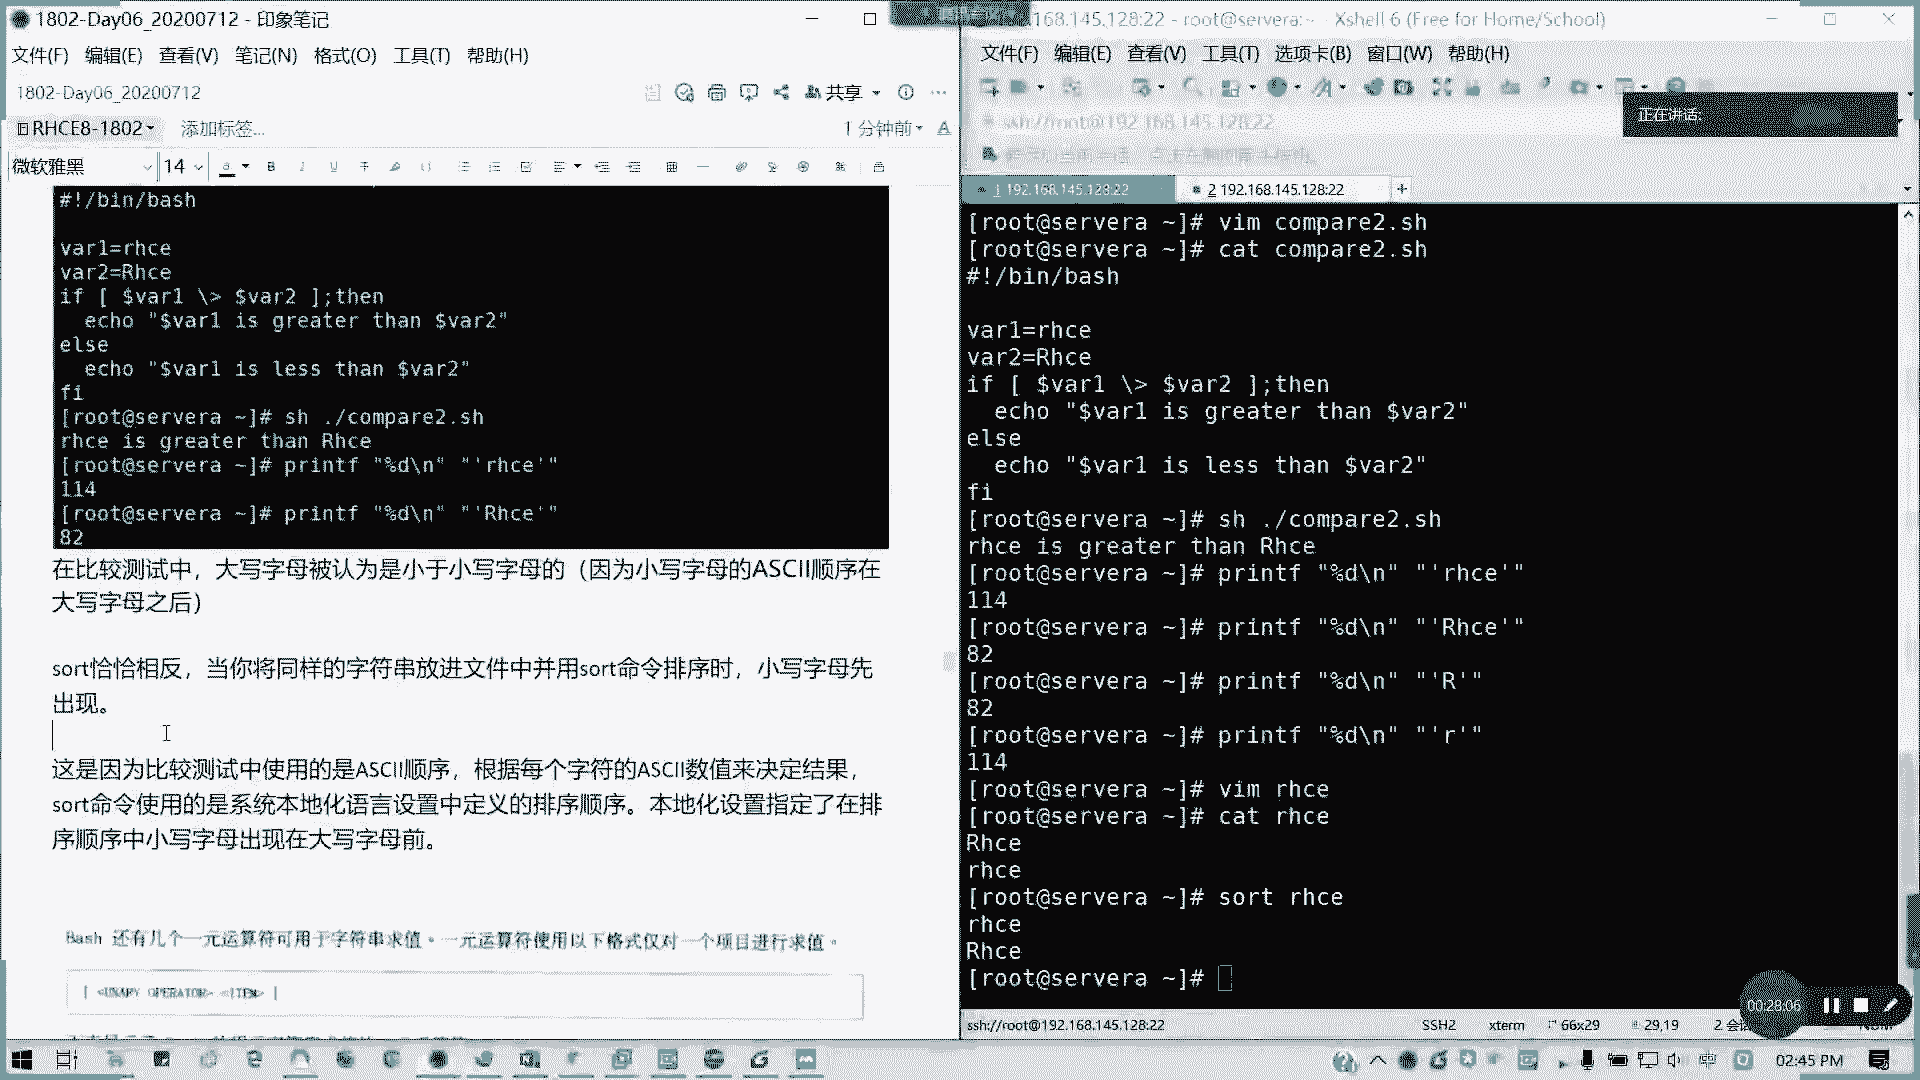 1802-Day06_20200712 - 印象笔记
文件(F) 编辑(E) 查看(V) 笔记(N) 格式(O) 工具(T) 帮助(H)
1802-Day06_20200712
共享
RHCE8-1802
添加标签...
1 分钟前
微软雅黑
14
#!/bin/bash
var1=rhce
var2=Rhce
if [ $var1 \> $var2 ];then
echo "$var1 is greater than $var2"
else
echo "$var1 is less than $var2"
fi
[root@servera ~]# sh ./compare2.sh
rhce is greater than Rhce
[root@servera ~]# printf "%d\n" "'rhce'"
114
[root@servera ~]# printf "%d\n" "'Rhce'"
82
在比较测试中，大写字母被认为是小于小写字母的（因为小写字母的ASCII顺序在
大写字母之后）
sort恰恰相反，当你将同样的字符串放进文件中并用sort命令排序时，小写字母先
出现。
这是因为比较测试中使用的是ASCII顺序，根据每个字符的ASCII数值来决定结果，
sort命令使用的是系统本地化语言设置中定义的排序顺序。本地化设置指定了在排
序顺序中小写字母出现在大写字母前。
Bash 还有几个一元运算符可用于字符串求值。一元运算符使用以下格式仅对一个项目进行求值。
[ <UNARY OPERATOR> <ITEM> ]
168.145.128:22 - root@servera:~ - Xshell 6 (Free for Home/School)
文件(F) 编辑(E) 查看(V) 工具(T) 选项卡(B) 窗口(W) 帮助(H)
正在讲话:
ssh://root@192.168.145.128:22
1 192.168.145.128:22
2 192.168.145.128:22
[root@servera ~]# vim compare2.sh
[root@servera ~]# cat compare2.sh
#!/bin/bash
var1=rhce
var2=Rhce
if [ $var1 \> $var2 ];then
echo "$var1 is greater than $var2"
else
echo "$var1 is less than $var2"
fi
[root@servera ~]# sh ./compare2.sh
rhce is greater than Rhce
[root@servera ~]# printf "%d\n" "'rhce'"
114
[root@servera ~]# printf "%d\n" "'Rhce'"
82
[root@servera ~]# printf "%d\n" "'R'"
82
[root@servera ~]# printf "%d\n" "'r'"
114
[root@servera ~]# vim rhce
[root@servera ~]# cat rhce
Rhce
rhce
[root@servera ~]# sort rhce
rhce
Rhce
[root@servera ~]#
00:28:06
ssh://root@192.168.145.128:22
SSH2
xterm
66x29
29,19
中
02:45 PM